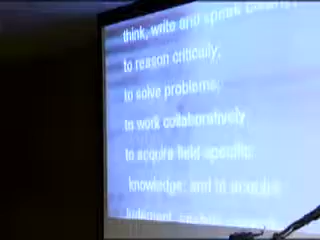 think, write and speak
to reason critically;
to solve problems;
to work collaboratively
to acquire field-specific
knowledge; and to acquire
judgment,